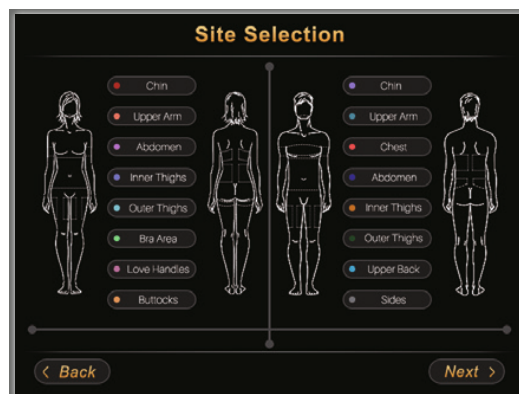 Site Selection
Chin
Upper Arm
Abdomen
Inner Thighs
Outer Thighs
Bra Area
Love Handles
Buttocks
Chin
Upper Arm
Chest
Abdomen
Inner Thighs
Outer Thighs
Upper Back
Sides
< Back
Next >